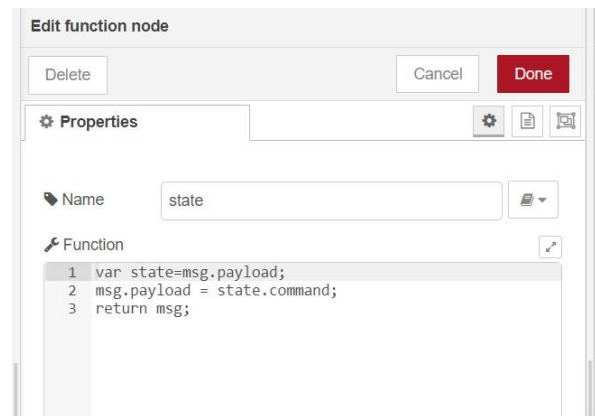 Edit function node
Delete
Cancel
Done
Properties
Name
state
Function
1 var state=msg.payload;
2 msg.payload = state.command;
3 return msg;